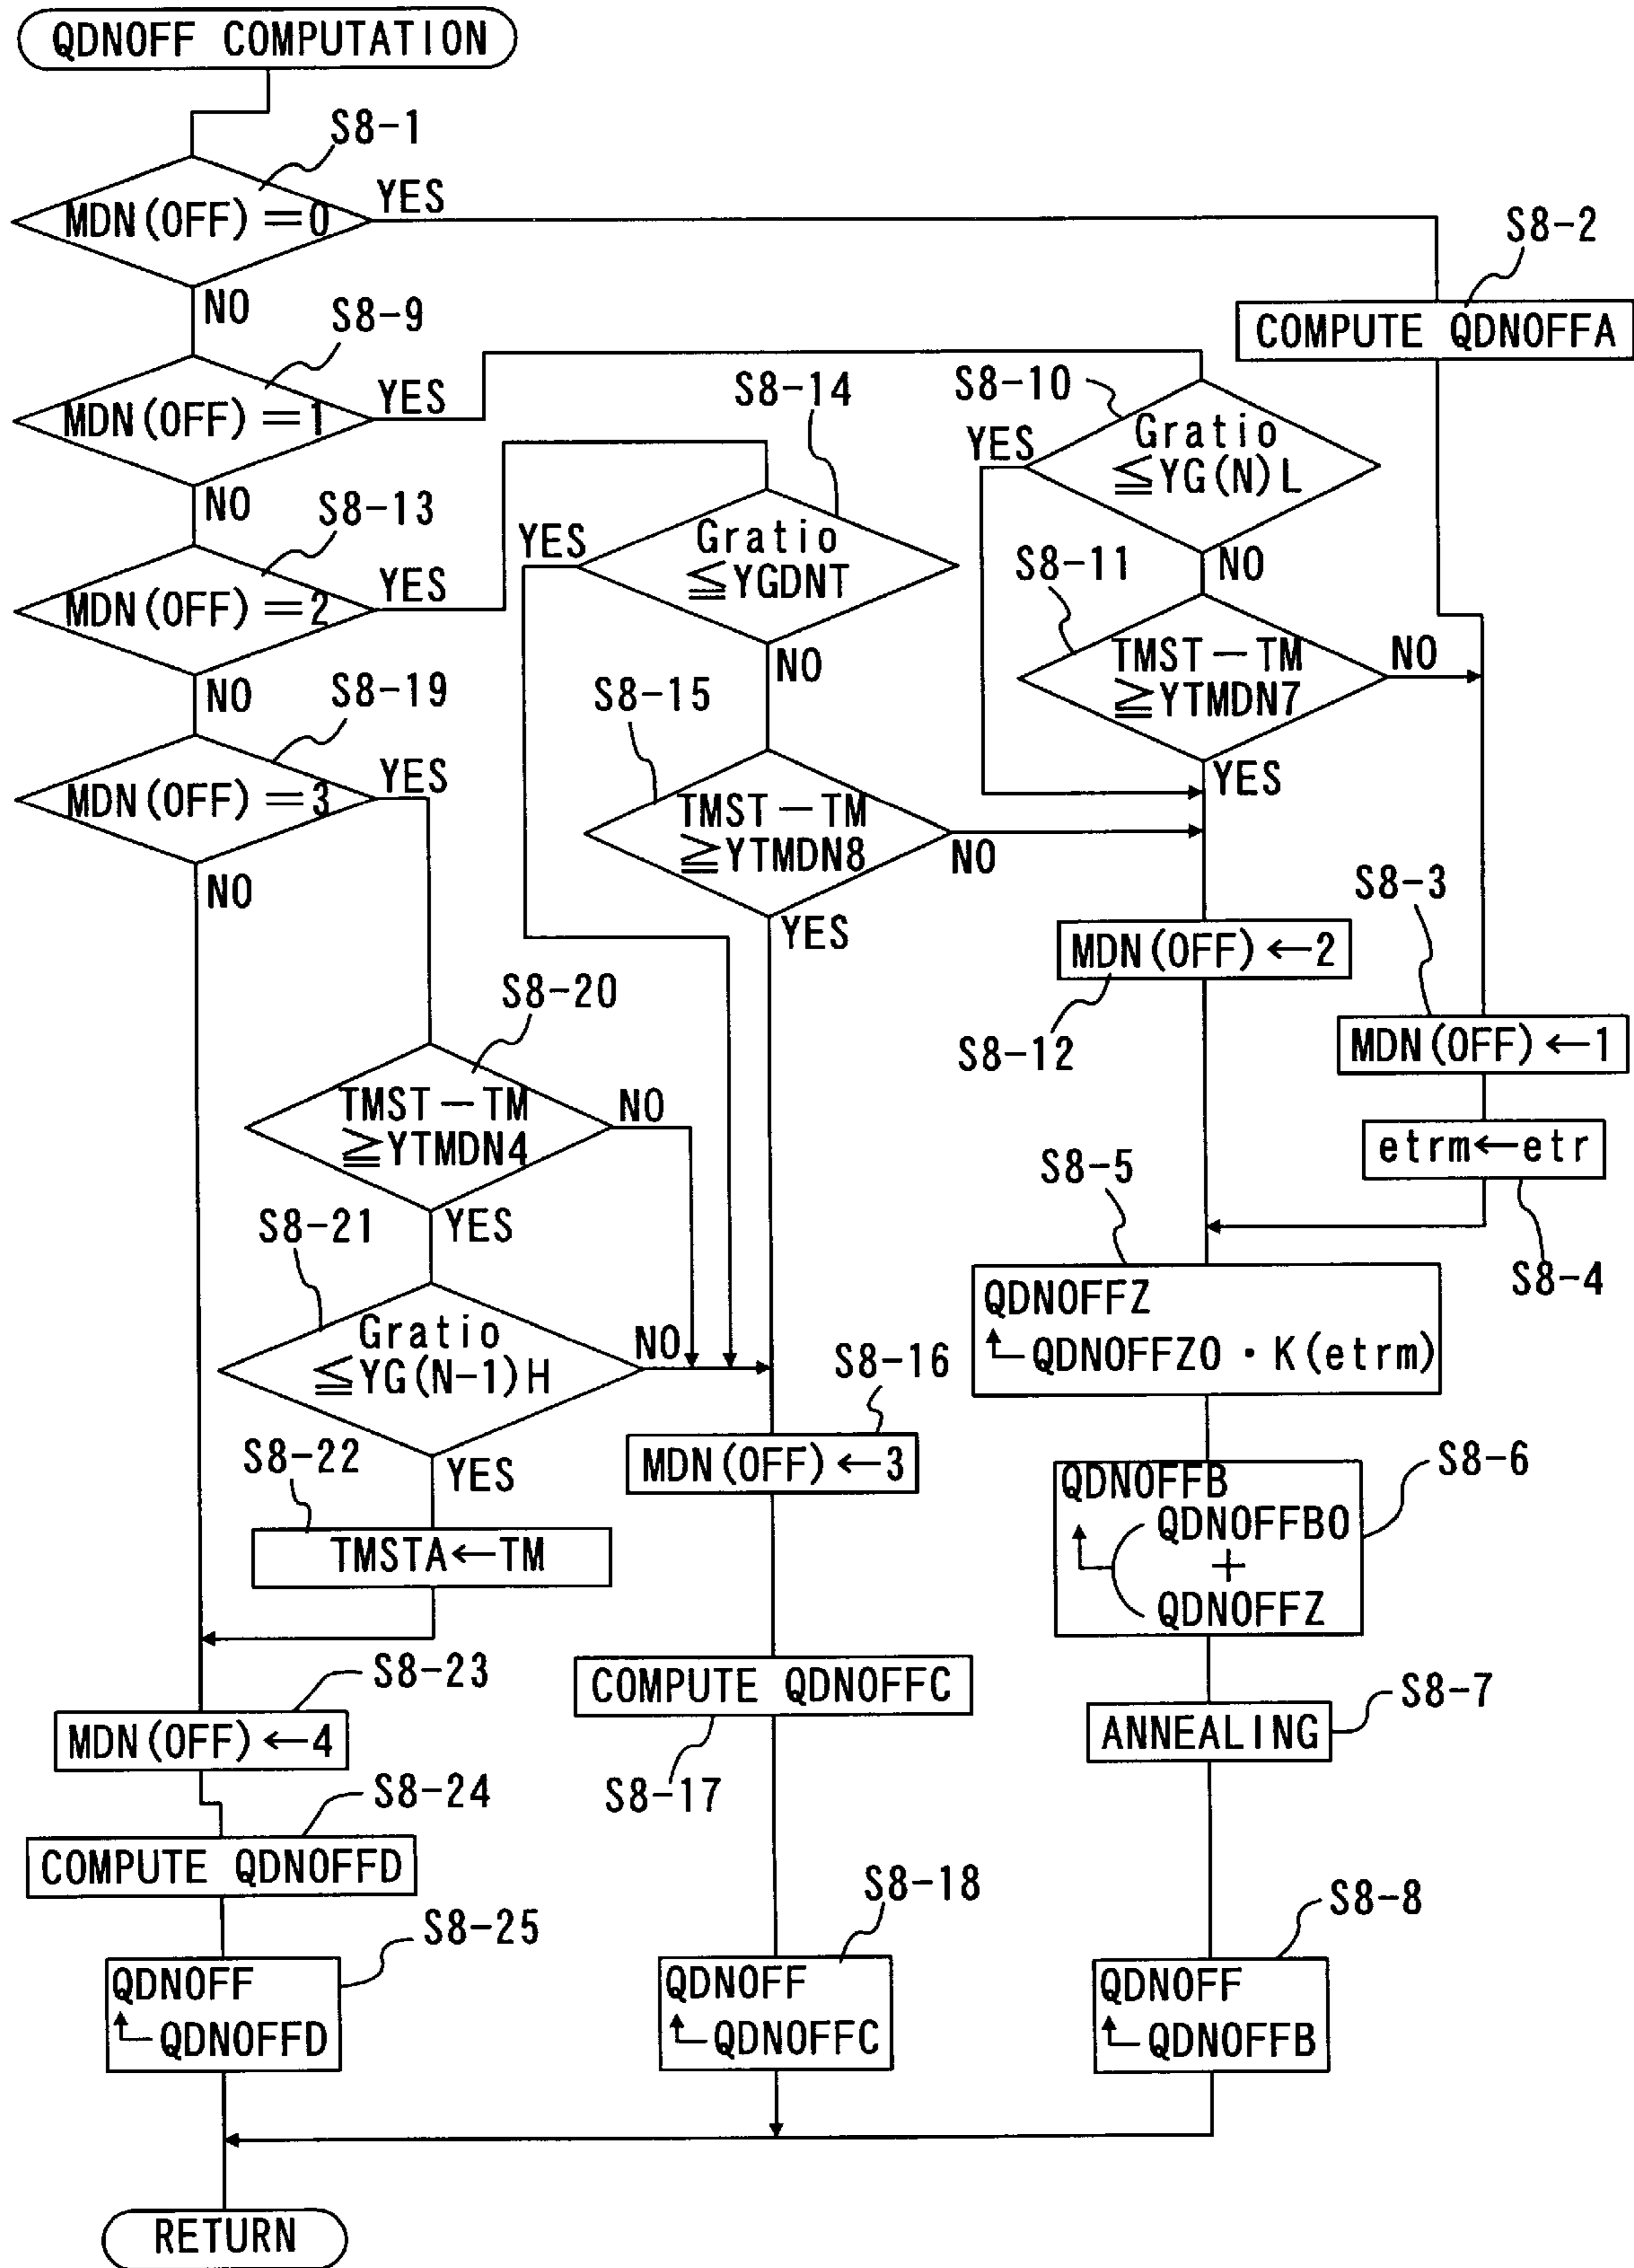 QDNOFF COMPUTATION
S8-1
MDN(OFF)=0
YES
NO
S8-2
COMPUTE QDNOFFA
S8-9
MDN(OFF)=1
YES
NO
S8-10
Gratio
≦YG(N)L
YES
NO
S8-14
Gratio
≦YGDNT
YES
NO
S8-13
MDN(OFF)=2
YES
NO
S8-11
TMST-TM
≧YTMDN7
NO
YES
S8-15
TMST-TM
≧YTMDN8
NO
YES
S8-19
MDN(OFF)=3
YES
NO
S8-3
MDN(OFF)←1
MDN(OFF)←2
S8-12
S8-20
TMST-TM
≧YTMDN4
NO
YES
etrm←etr
S8-4
S8-5
QDNOFFZ
↑QDNOFFZ0・K(etrm)
S8-21
Gratio
≦YG(N-1)H
NO
YES
S8-16
MDN(OFF)←3
S8-6
QDNOFFB
QDNOFFB0
+
QDNOFFZ
S8-22
TMSTA←TM
S8-23
MDN(OFF)←4
COMPUTE QDNOFFC
S8-17
S8-7
ANNEALING
S8-24
COMPUTE QDNOFFD
S8-25
QDNOFF
↑QDNOFFD
S8-18
QDNOFF
↑QDNOFFC
S8-8
QDNOFF
↑QDNOFFB
RETURN